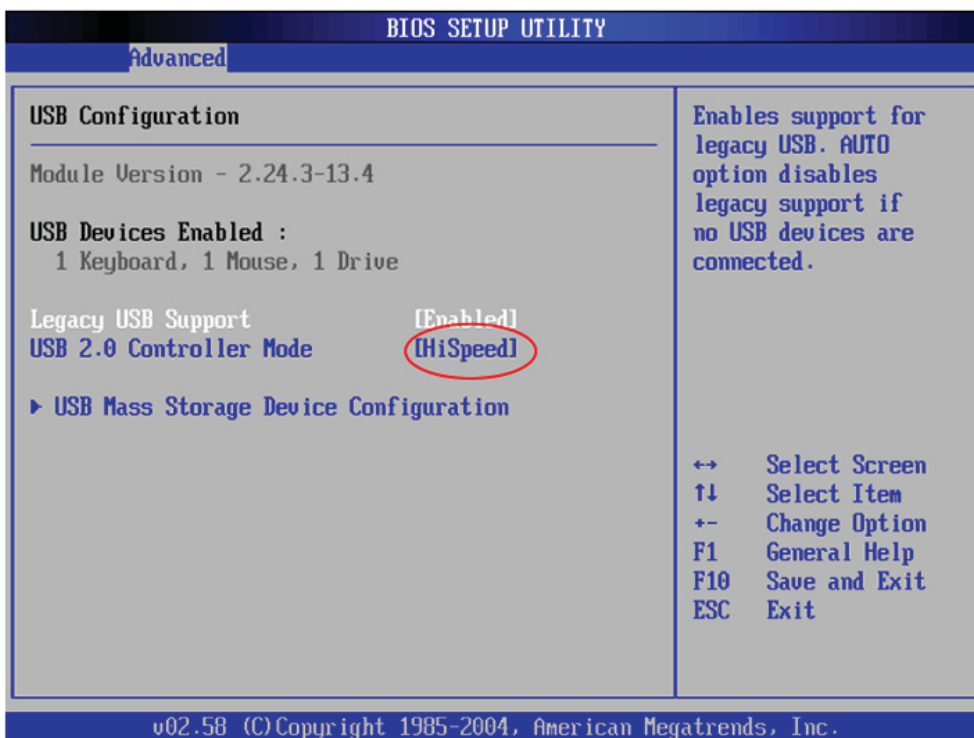 BIOS SETUP UTILITY
Advanced
USB Configuration
Module Version - 2.24.3-13.4
USB Devices Enabled :
1 Keyboard, 1 Mouse, 1 Drive
Legacy USB Support [Enabled]
USB 2.0 Controller Mode [HiSpeed]
▶ USB Mass Storage Device Configuration
Enables support for
legacy USB. AUTO
option disables
legacy support if
no USB devices are
connected.
↔ Select Screen
↑↓ Select Item
+- Change Option
F1 General Help
F10 Save and Exit
ESC Exit
v02.58 (C)Copyright 1985-2004, American Megatrends, Inc.